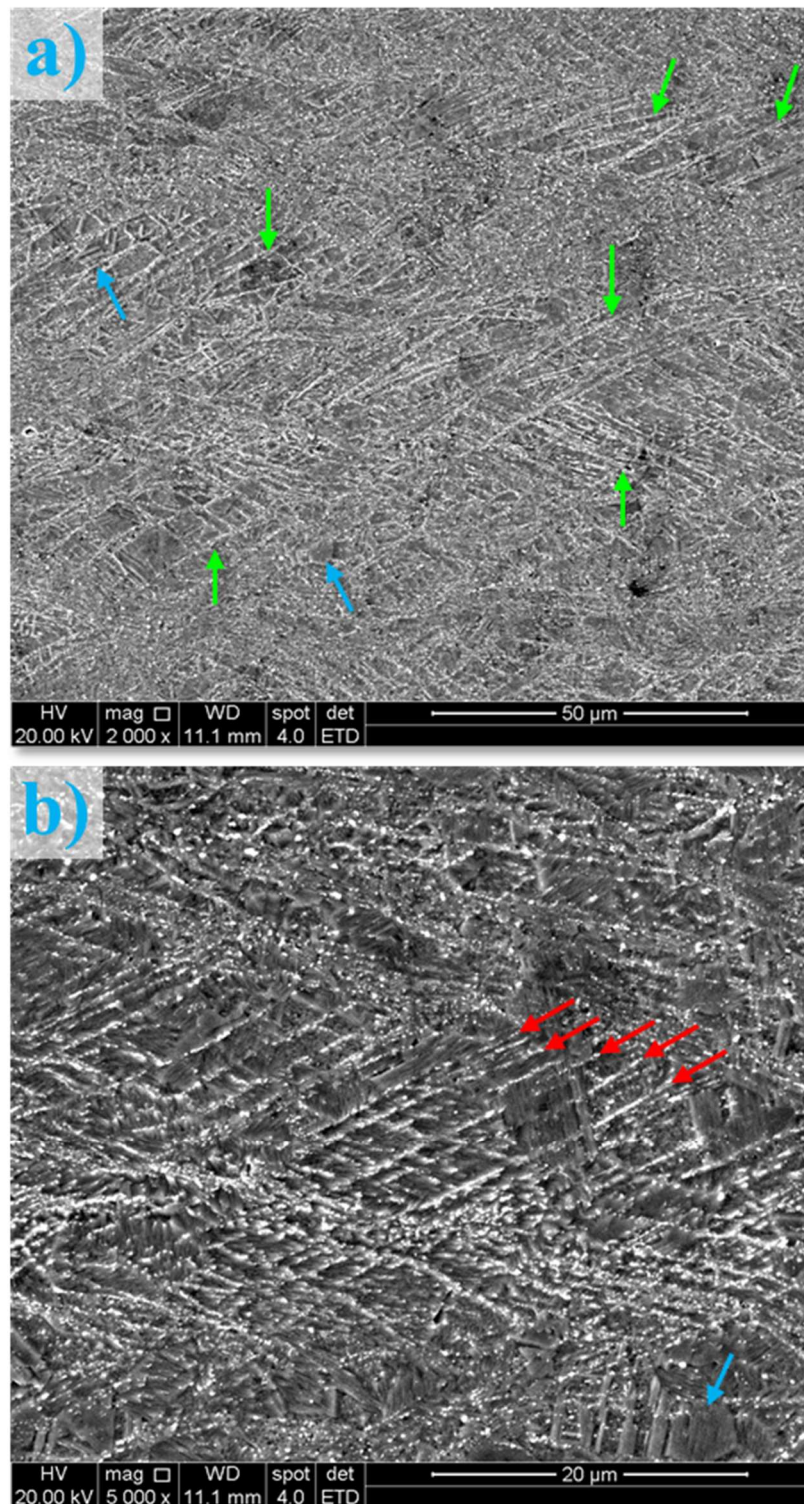 a)
HV mag □ WD spot det
20.00 kV 2 000 x 11.1 mm 4.0 ETD 50 µm
b)
HV mag □ WD spot det
20.00 kV 5 000 x 11.1 mm 4.0 ETD 20 µm